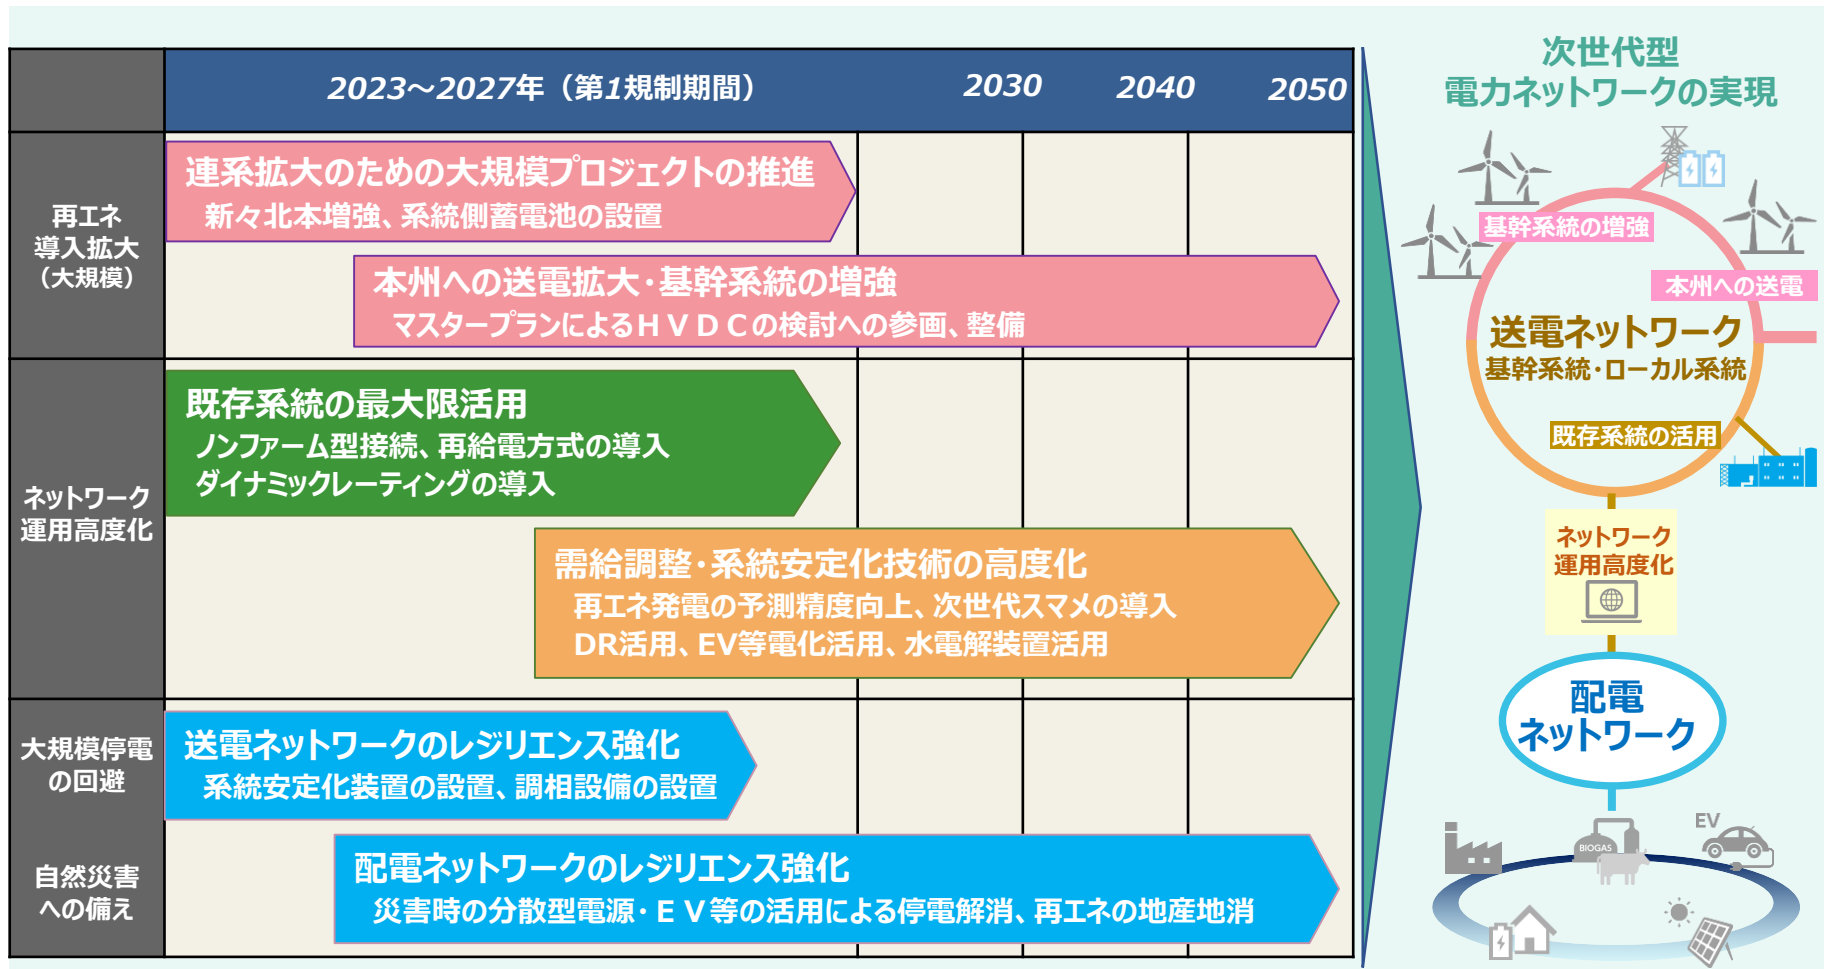 2023～2027年（第1規制期間）
2030
2040
2050
再エネ
導入拡大
（大規模）
連系拡大のための大規模プロジェクトの推進
新々北本増強、系統側蓄電池の設置
本州への送電拡大・基幹系統の増強
マスタープランによるＨＶＤＣの検討への参画、整備
ネットワーク
運用高度化
既存系統の最大限活用
ノンファーム型接続、再給電方式の導入
ダイナミックレーティングの導入
需給調整・系統安定化技術の高度化
再エネ発電の予測精度向上、次世代スマメの導入
DR活用、EV等電化活用、水電解装置活用
大規模停電
の回避
送電ネットワークのレジリエンス強化
系統安定化装置の設置、調相設備の設置
自然災害
への備え
配電ネットワークのレジリエンス強化
災害時の分散型電源・ＥＶ等の活用による停電解消、再エネの地産地消
次世代型
電力ネットワークの実現
基幹系統の増強
本州への送電
送電ネットワーク
基幹系統・ローカル系統
既存系統の活用
ネットワーク
運用高度化
配電
ネットワーク
EV
BIOGAS